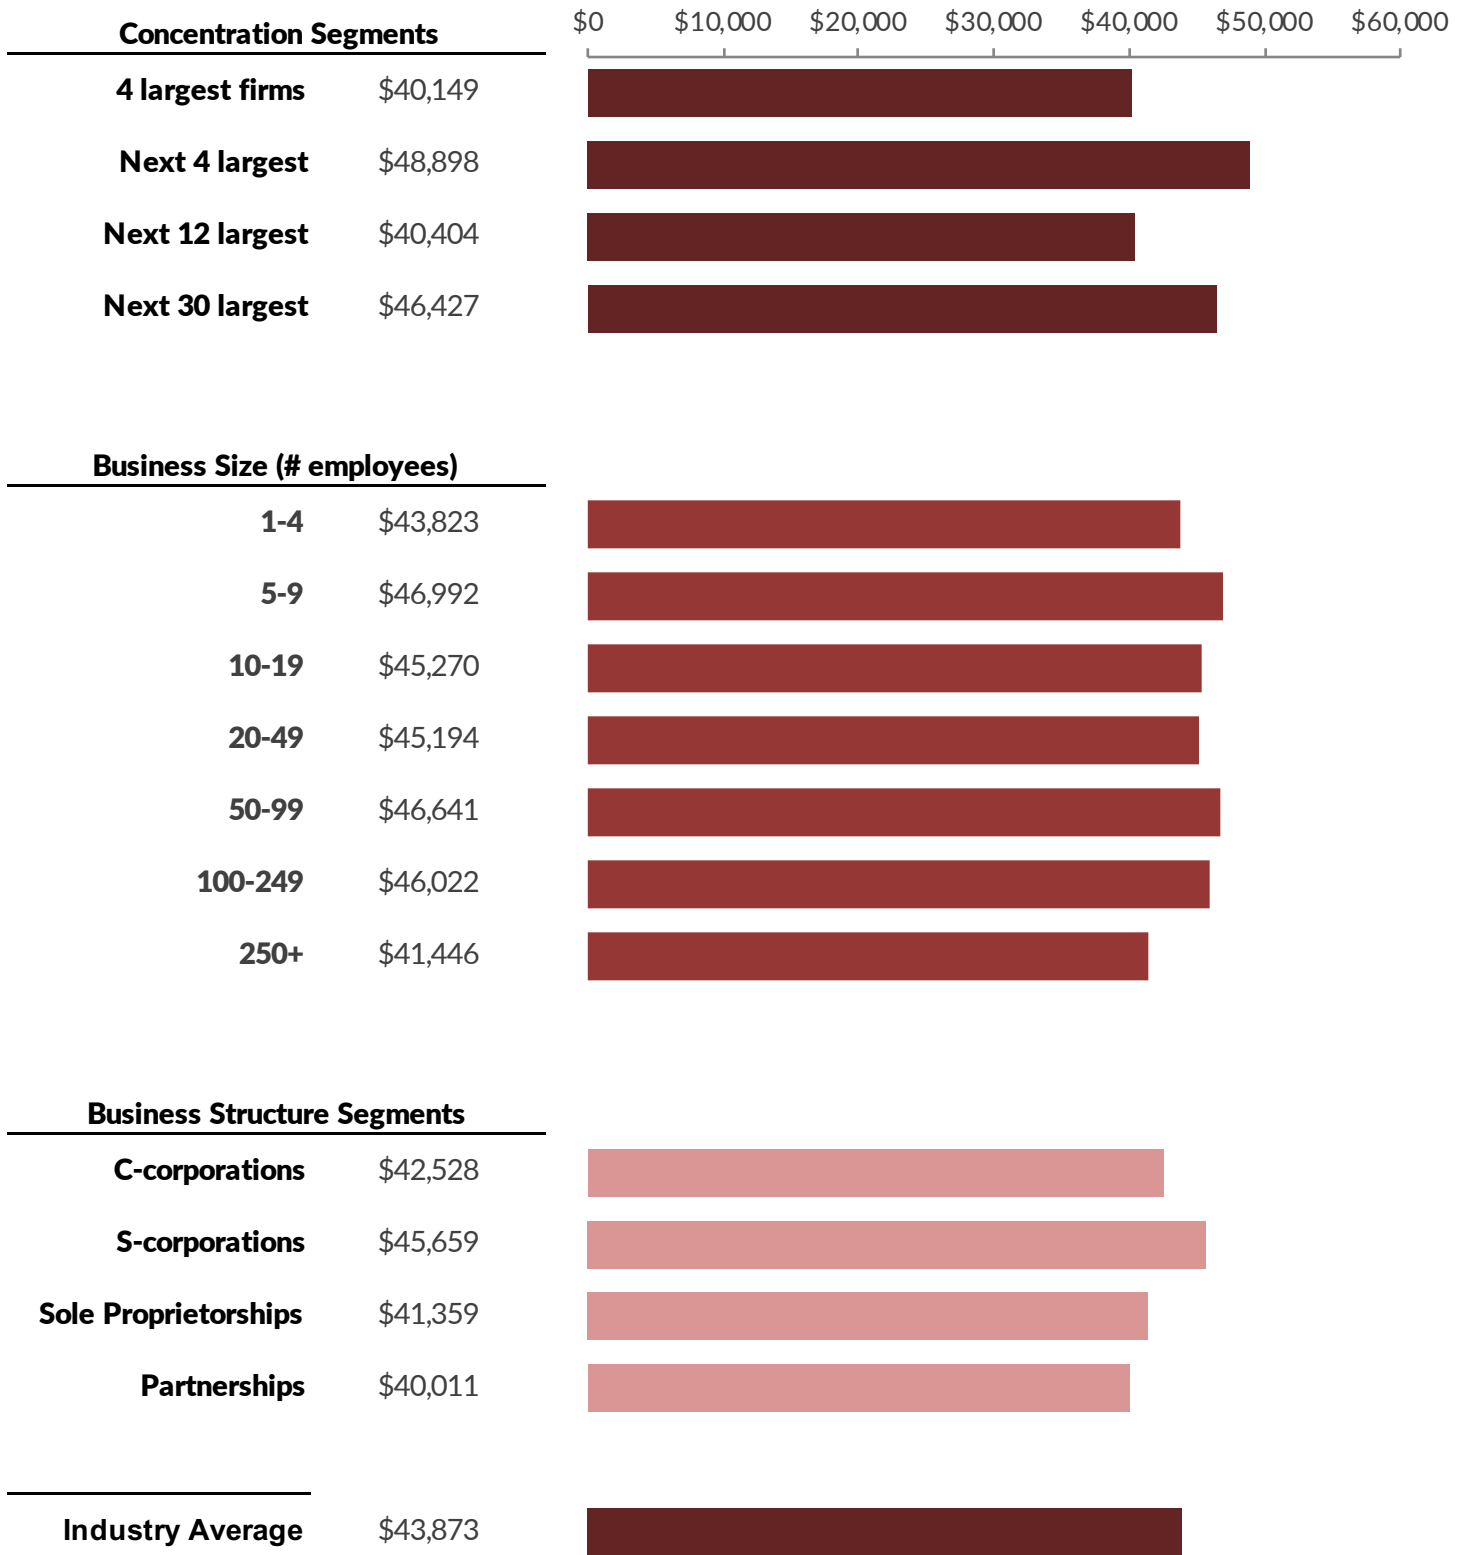 $0 $10,000 $20,000 $30,000 $40,000 $50,000 $60,000
Concentration Segments
4 largest firms $40,149
Next 4 largest $48,898
Next 12 largest $40,404
Next 30 largest $46,427
Business Size (# employees)
1-4 $43,823
5-9 $46,992
10-19 $45,270
20-49 $45,194
50-99 $46,641
100-249 $46,022
250+ $41,446
Business Structure Segments
C-corporations $42,528
S-corporations $45,659
Sole Proprietorships $41,359
Partnerships $40,011
Industry Average $43,873